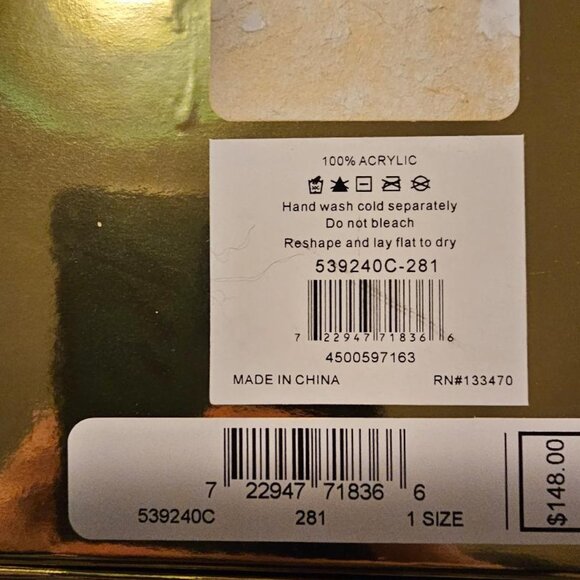 100% ACRYLIC
Hand wash cold separately
Do not bleach
Reshape and lay flat to dry
539240C-281
7 22947 71836 6
4500597163
MADE IN CHINA RN#133470
7 22947 71836 6
539240C 281 1 SIZE
$148.00